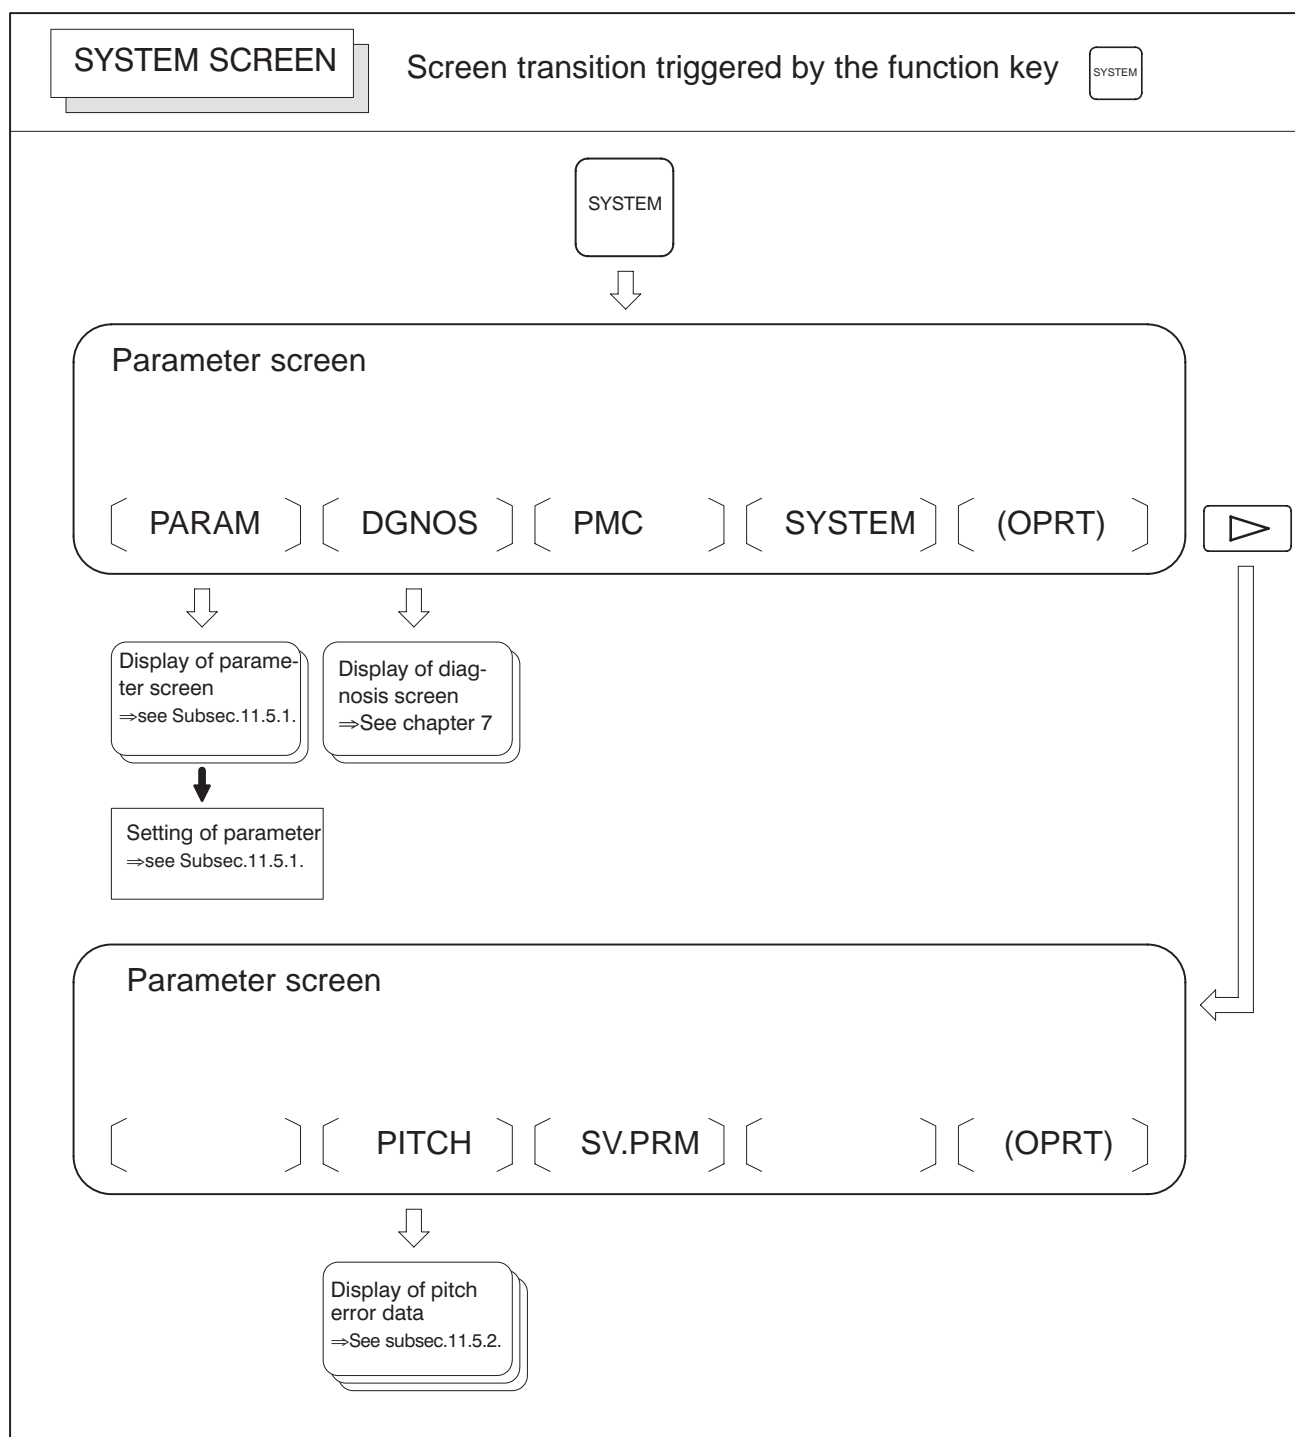 SYSTEM SCREEN
Screen transition triggered by the function key
SYSTEM
SYSTEM
Parameter screen
PARAM
DGNOS
PMC
SYSTEM
(OPRT)
Display of parame-
ter screen
⇒see Subsec.11.5.1.
Display of diag-
nosis screen
⇒See chapter 7
Setting of parameter
⇒see Subsec.11.5.1.
Parameter screen
PITCH
SV.PRM
(OPRT)
Display of pitch
error data
⇒See subsec.11.5.2.